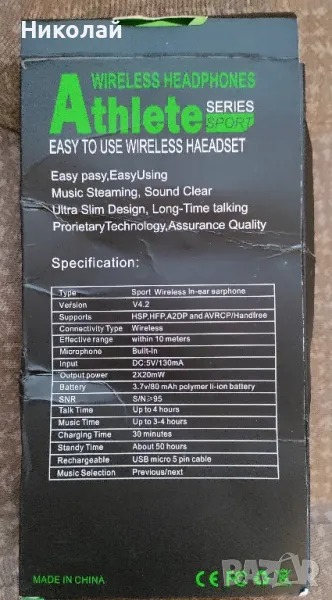 Николай
WIRELESS HEADPHONES
Athlete SERIES SPORT
EASY TO USE WIRELESS HAEADSET
Easy pasy,EasyUsing
Music Steaming, Sound Clear
Ultra Slim Design, Long-Time talking
ProrietaryTechnology,Assurance Quality
Specification:
Type Sport Wireless In-ear earphone
Version V4.2
Supports HSP,HFP,A2DP and AVRCP/Handfree
Connectivity Type Wireless
Effective range within 10 meters
Microphone Built-in
Input DC:5V/130mA
Output power 2X20mW
Battery 3.7v/80 mAh polymer li-ion battery
SNR S/N≥95
Talk Time Up to 4 hours
Music Time Up to 3-4 hours
Charging Time 30 minutes
Standy Time About 50 hours
Rechargeable USB micro 5 pin cable
Music Selection Previous/next
MADE IN CHINA
CE FC
BAZAR